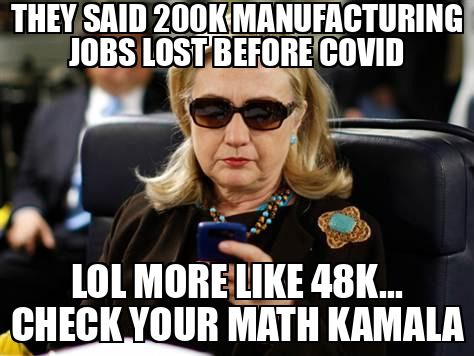 THEY SAID 200K MANUFACTURING
JOBS LOST BEFORE COVID
LOL MORE LIKE 48K...
CHECK YOUR MATH KAMALA